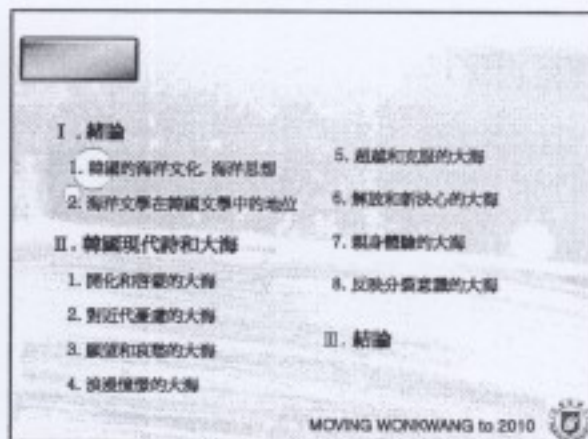 Ⅰ. 緖論
1. 韓國的海洋文化, 海洋思想
2. 海洋文學在韓國文學中的地位
Ⅱ. 韓國現代詩和大海
1. 開化和啓蒙的大海
2. 對近代憂慮的大海
3. 願望和哀愁的大海
4. 浪漫憧憬的大海
5. 超越和克服的大海
6. 解放和新決心的大海
7. 親身體驗的大海
8. 反映分裂意識的大海
Ⅲ. 結論
MOVING WONKWANG to 2010